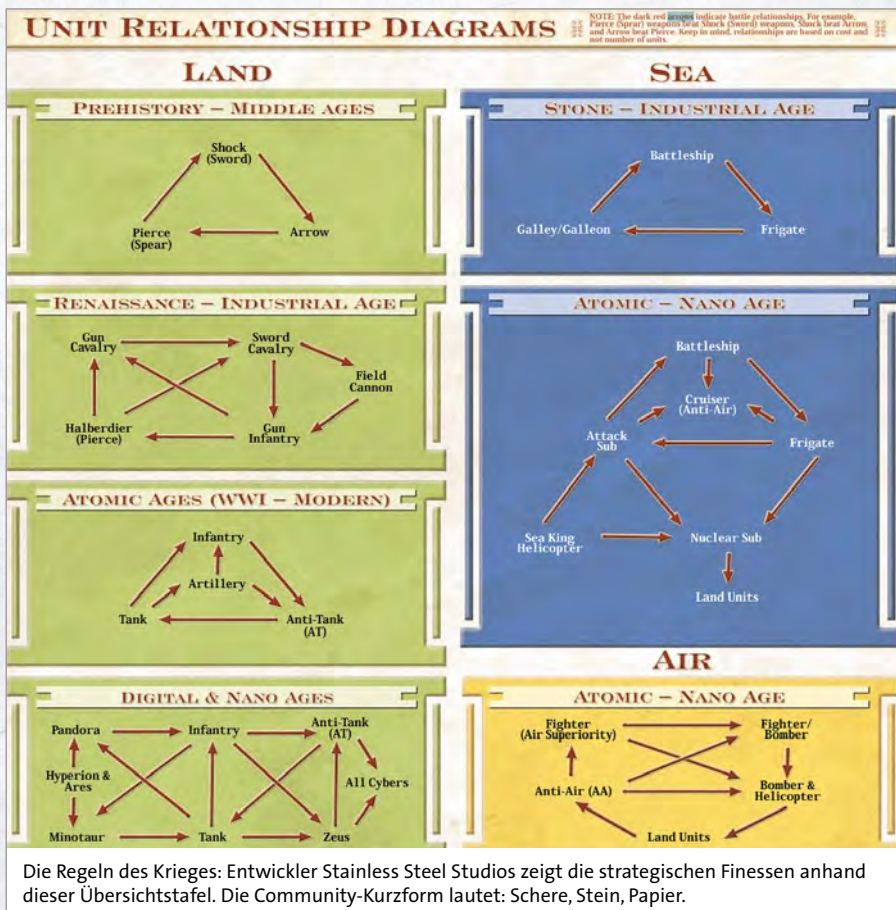 UNIT RELATIONSHIP DIAGRAMS
NOTE: The dark red arrows indicate battle relationships. For example,
Pierce (Spear) weapons beat Shock (Sword) weapons, Shock beat Arrow,
and Arrow beat Pierce. Keep in mind, relationships are based on cost and
not number of units.
LAND
PREHISTORY – MIDDLE AGES
Shock
(Sword)
Pierce
(Spear)
Arrow
RENAISSANCE – INDUSTRIAL AGE
Gun
Cavalry
Sword
Cavalry
Field
Cannon
Halberdier
(Pierce)
Gun
Infantry
ATOMIC AGES (WWI – MODERN)
Infantry
Artillery
Tank
Anti-Tank
(AT)
DIGITAL & NANO AGES
Pandora
Infantry
Anti-Tank
(AT)
Hyperion &
Ares
All Cybers
Minotaur
Tank
Zeus
SEA
STONE – INDUSTRIAL AGE
Battleship
Galley/Galleon
Frigate
ATOMIC – NANO AGE
Battleship
Cruiser
(Anti-Air)
Attack
Sub
Frigate
Sea King
Helicopter
Nuclear Sub
Land Units
AIR
ATOMIC – NANO AGE
Fighter
(Air Superiority)
Fighter/
Bomber
Anti-Air (AA)
Bomber &
Helicopter
Land Units
Die Regeln des Krieges: Entwickler Stainless Steel Studios zeigt die strategischen Finessen anhand
dieser Übersichtstafel. Die Community-Kurzform lautet: Schere, Stein, Papier.